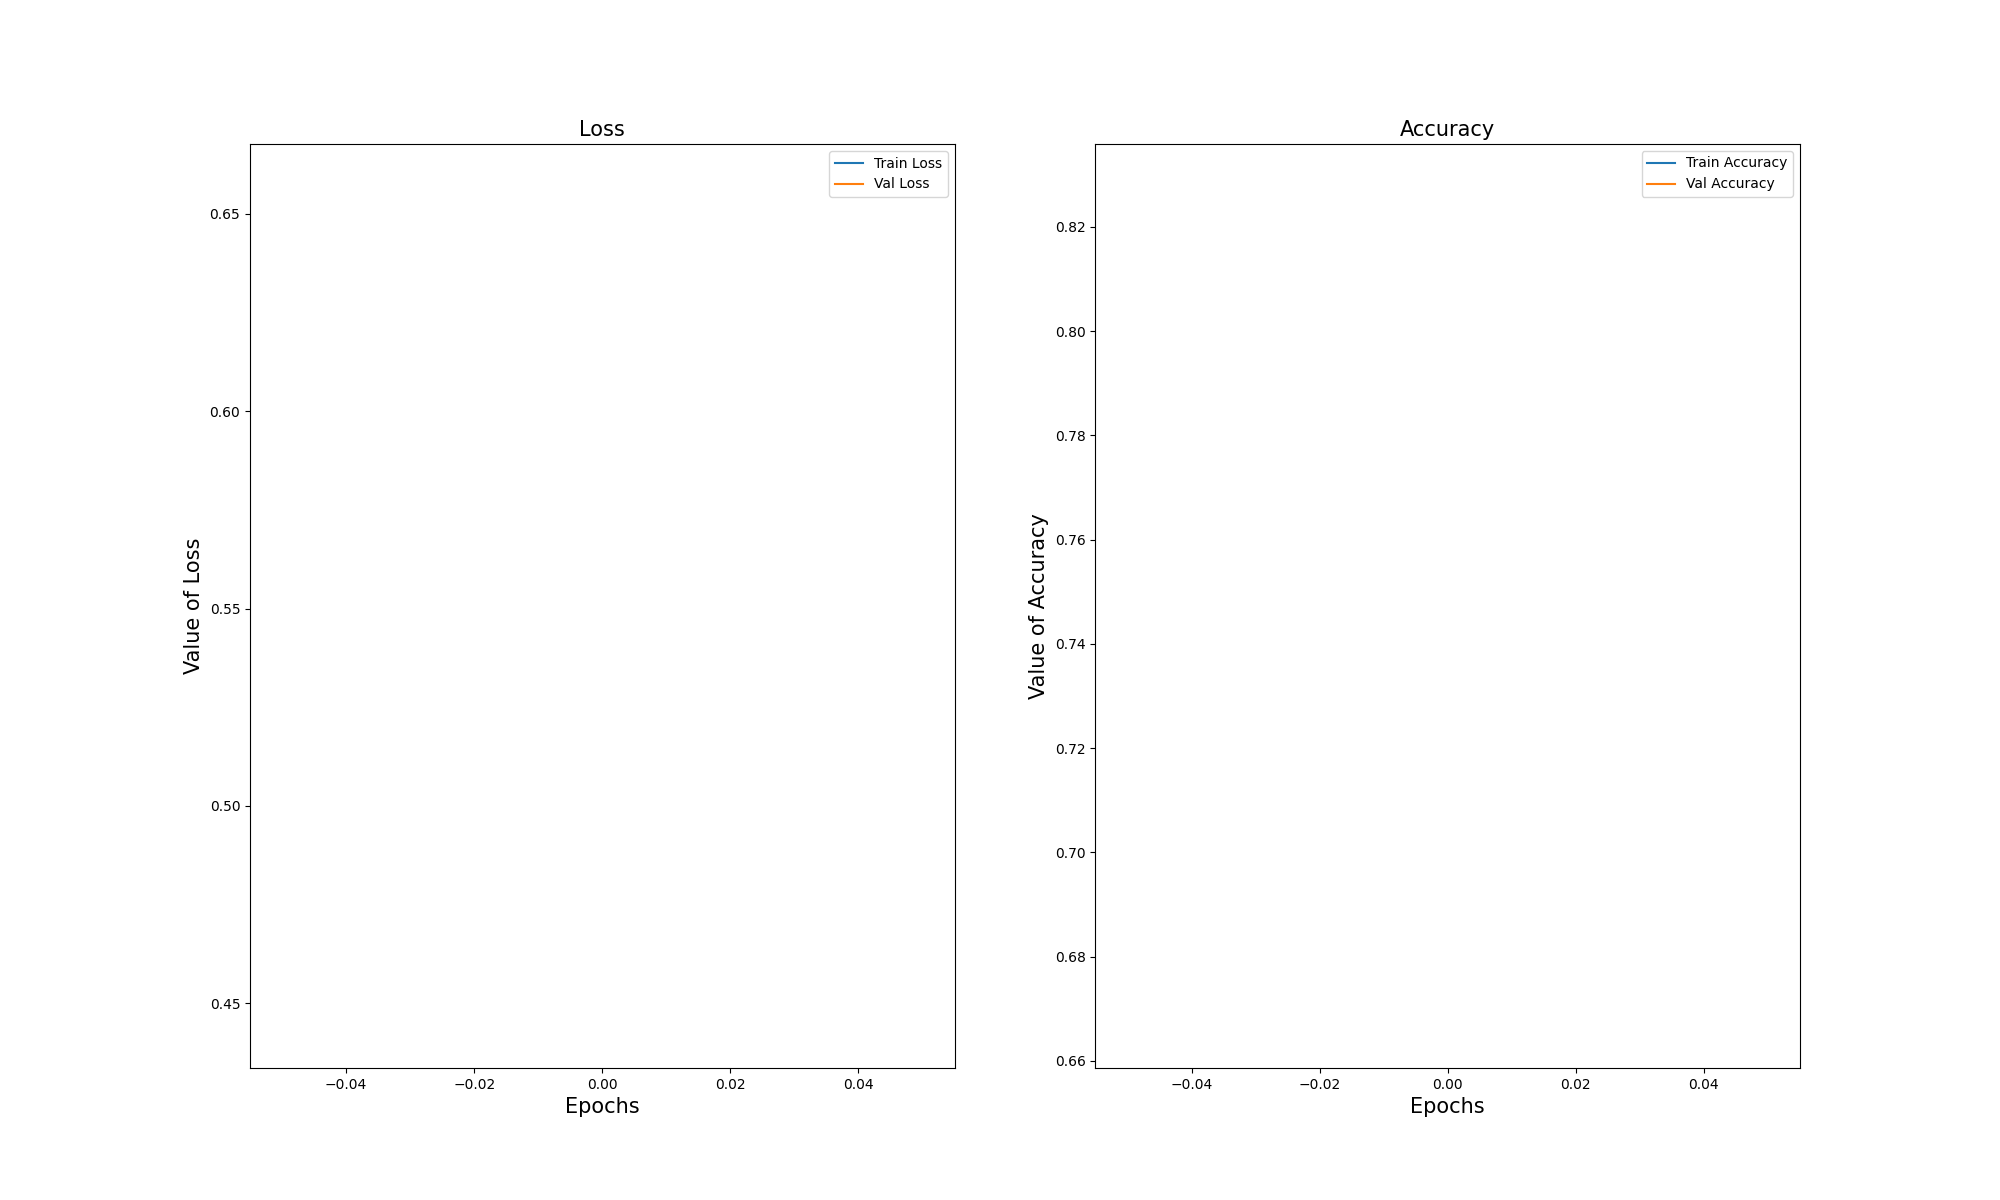 Loss
Train Loss
Val Loss
0.65
0.60
0.55
0.50
0.45
Value of Loss
−0.04 −0.02 0.00 0.02 0.04
Epochs
Accuracy
Train Accuracy
Val Accuracy
0.82
0.80
0.78
0.76
0.74
0.72
0.70
0.68
0.66
Value of Accuracy
−0.04 −0.02 0.00 0.02 0.04
Epochs